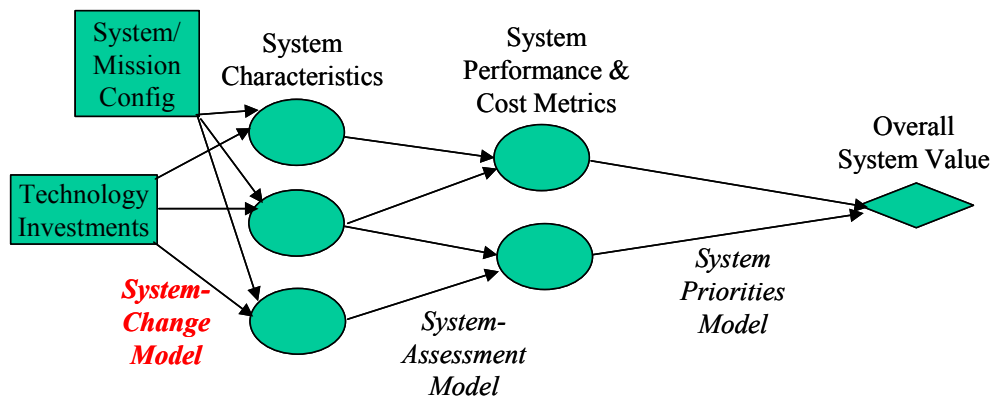 System/
Mission
Config
System
Characteristics
System
Performance &
Cost Metrics
Overall
System Value
Technology
Investments
System-
Change
Model
System-
Assessment
Model
System
Priorities
Model